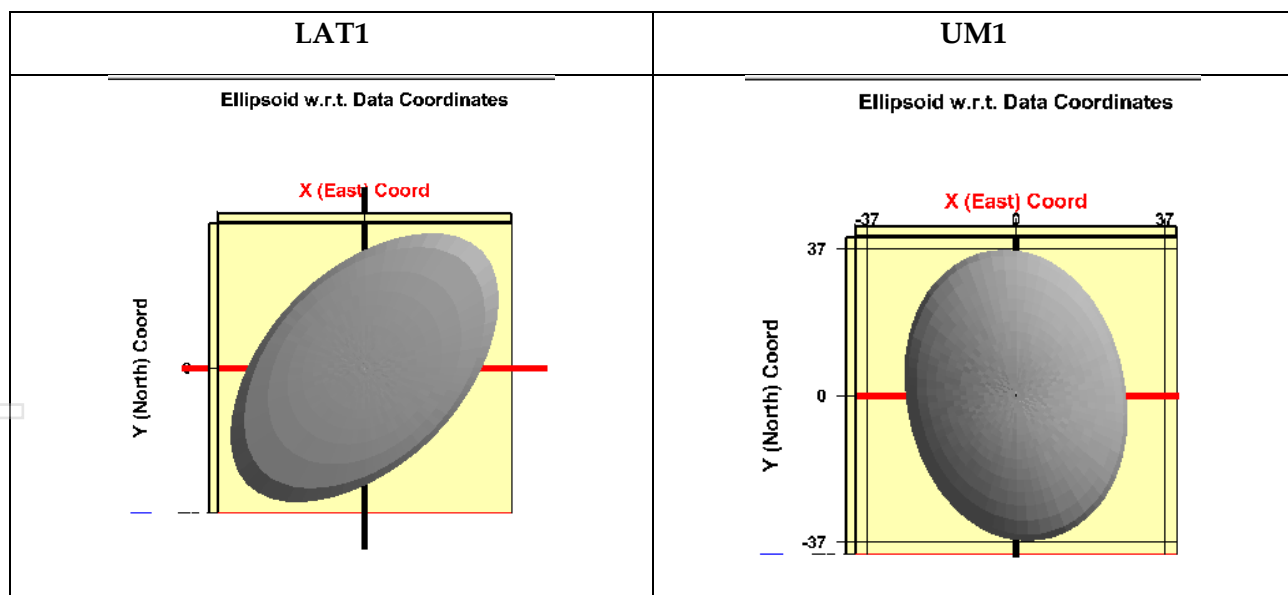 LAT1
UM1
Ellipsoid w.r.t. Data Coordinates
X (East) Coord
Y (North) Coord
Ellipsoid w.r.t. Data Coordinates
X (East) Coord
-37 0 37
37
0
-37
Y (North) Coord